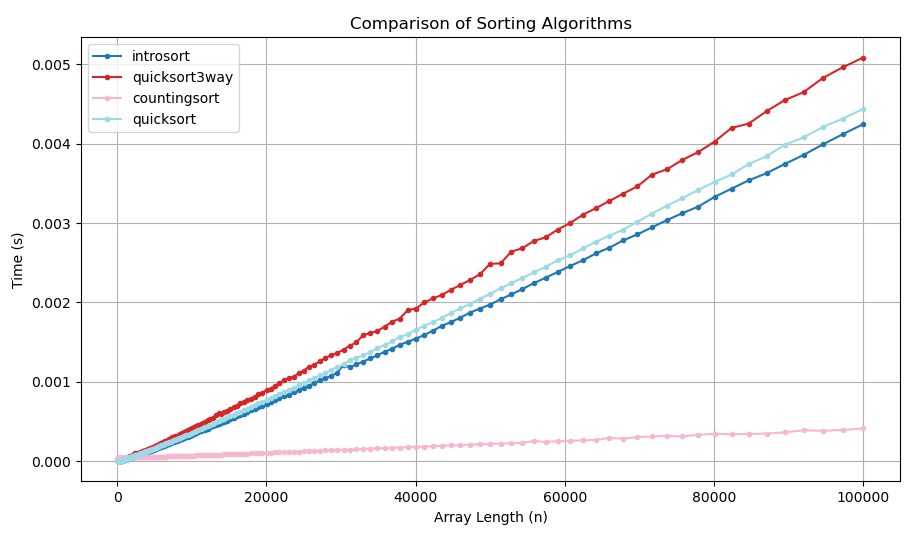 Comparison of Sorting Algorithms
introsort
quicksort3way
countingsort
quicksort
0.005
0.004
0.003
0.002
0.001
0.000
Time (s)
0 20000 40000 60000 80000 100000
Array Length (n)